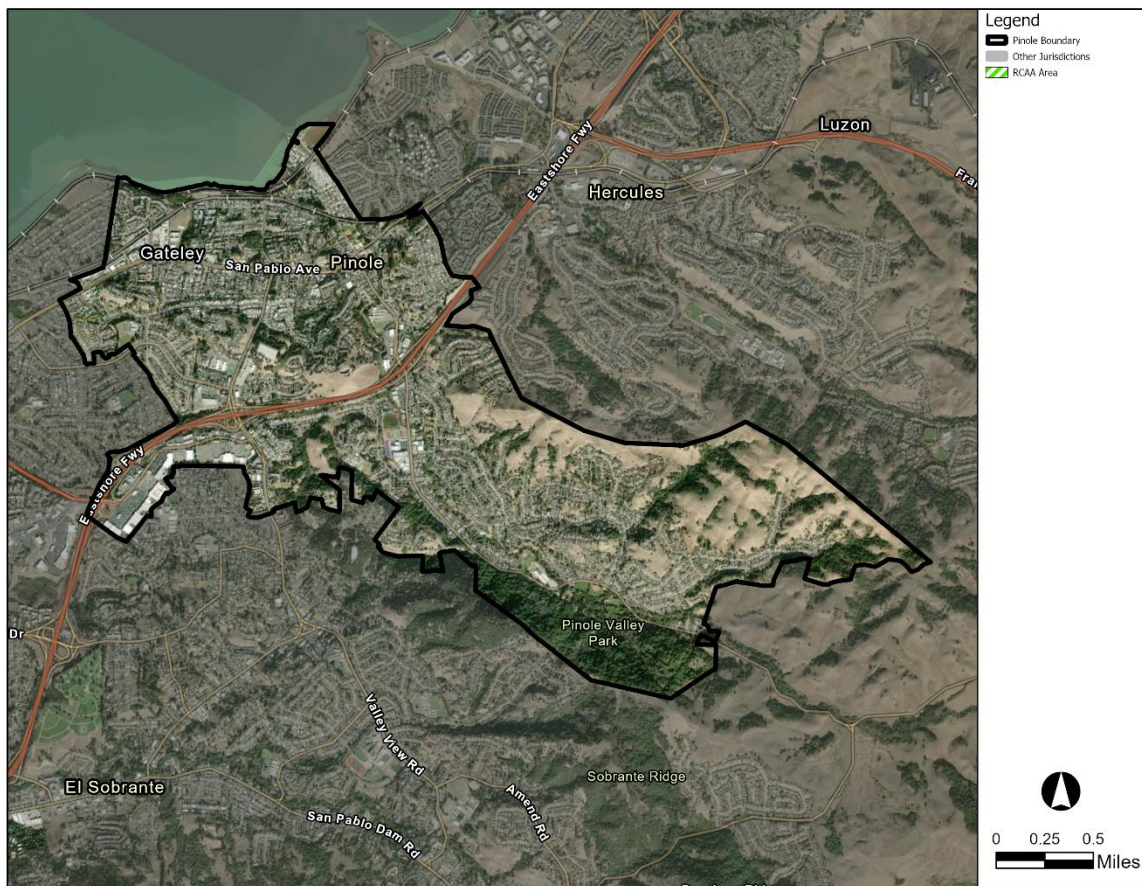 Legend
Pinole Boundary
Other Jurisdictions
RCAA Area
Luzon
Eastshore Fwy
Hercules
Gateley
San Pablo Ave
Pinole
Eastshore Fwy
Pinole Valley
Park
Dr
Valley View Rd
El Sobrante
Sobrante Ridge
Amend Rd
San Pablo Dam Rd
0 0.25 0.5
Miles